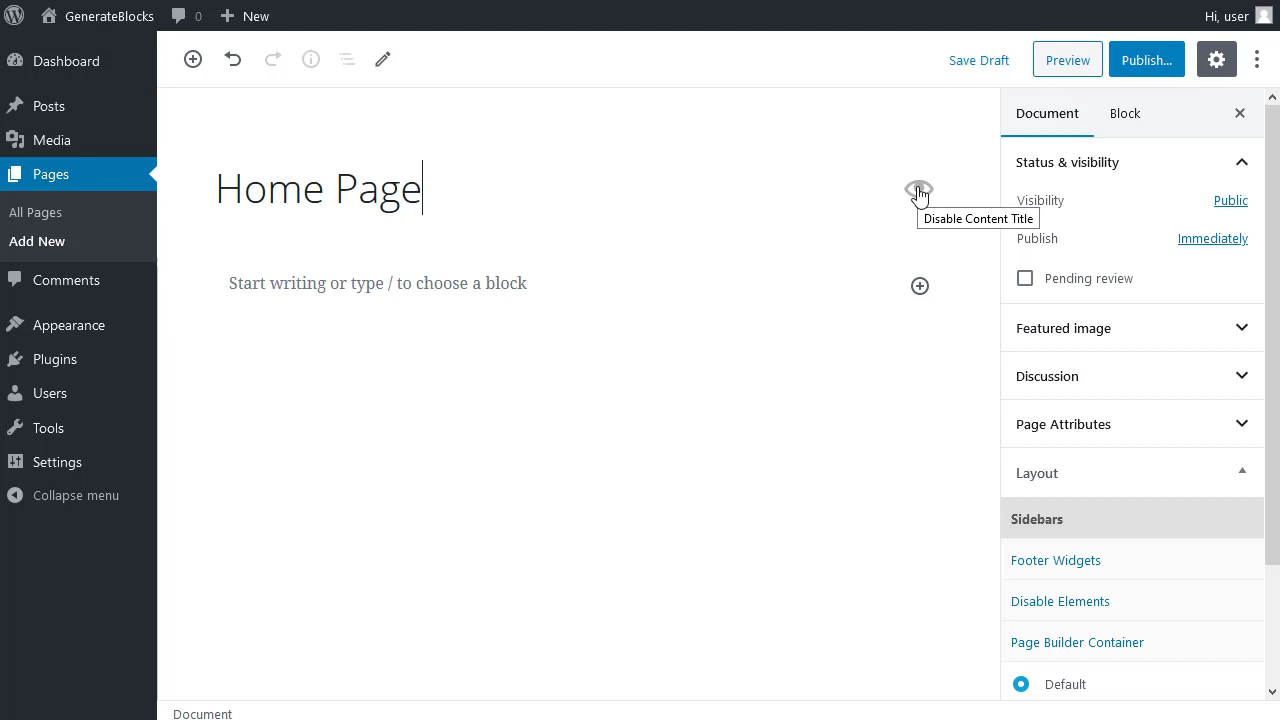 GenerateBlocks
0
New
Hi, user
Dashboard
Posts
Media
Pages
All Pages
Add New
Comments
Appearance
Plugins
Users
Tools
Settings
Collapse menu
Save Draft
Preview
Publish...
Home Page
Disable Content Title
Start writing or type / to choose a block
Document
Block
Status & visibility
Visibility
Public
Publish
Immediately
Pending review
Featured image
Discussion
Page Attributes
Layout
Sidebars
Footer Widgets
Disable Elements
Page Builder Container
Default
Document